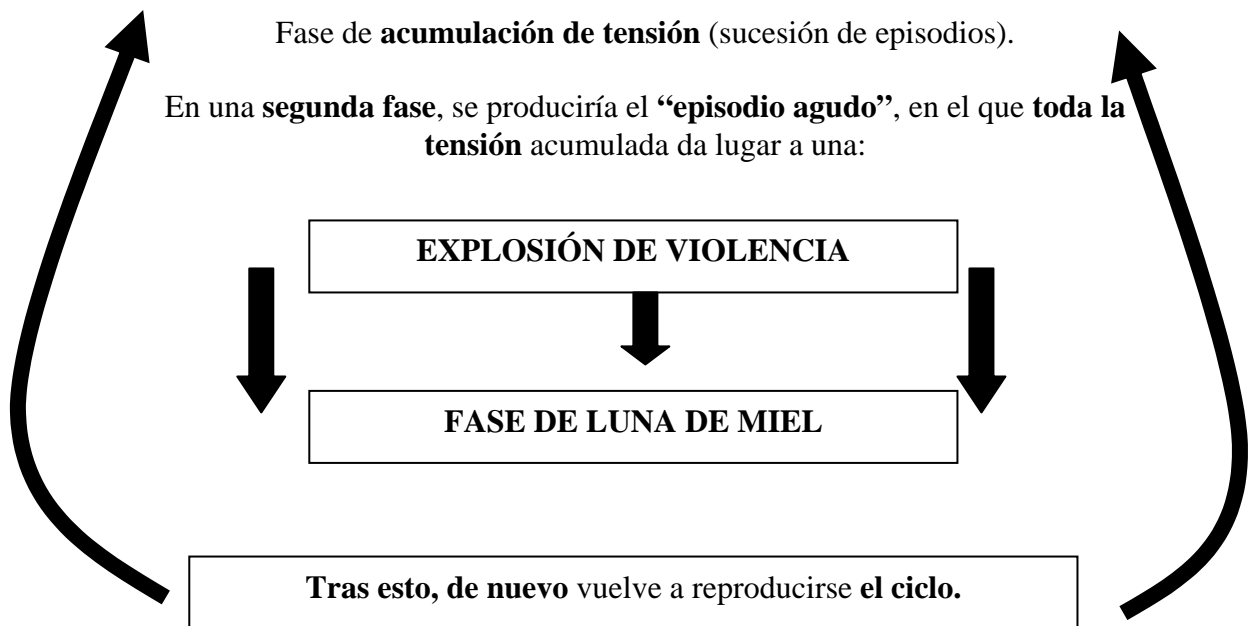 Fase de acumulación de tensión (sucesión de episodios).
En una segunda fase, se produciría el “episodio agudo”, en el que toda la
tensión acumulada da lugar a una:
EXPLOSIÓN DE VIOLENCIA
FASE DE LUNA DE MIEL
Tras esto, de nuevo vuelve a reproducirse el ciclo.